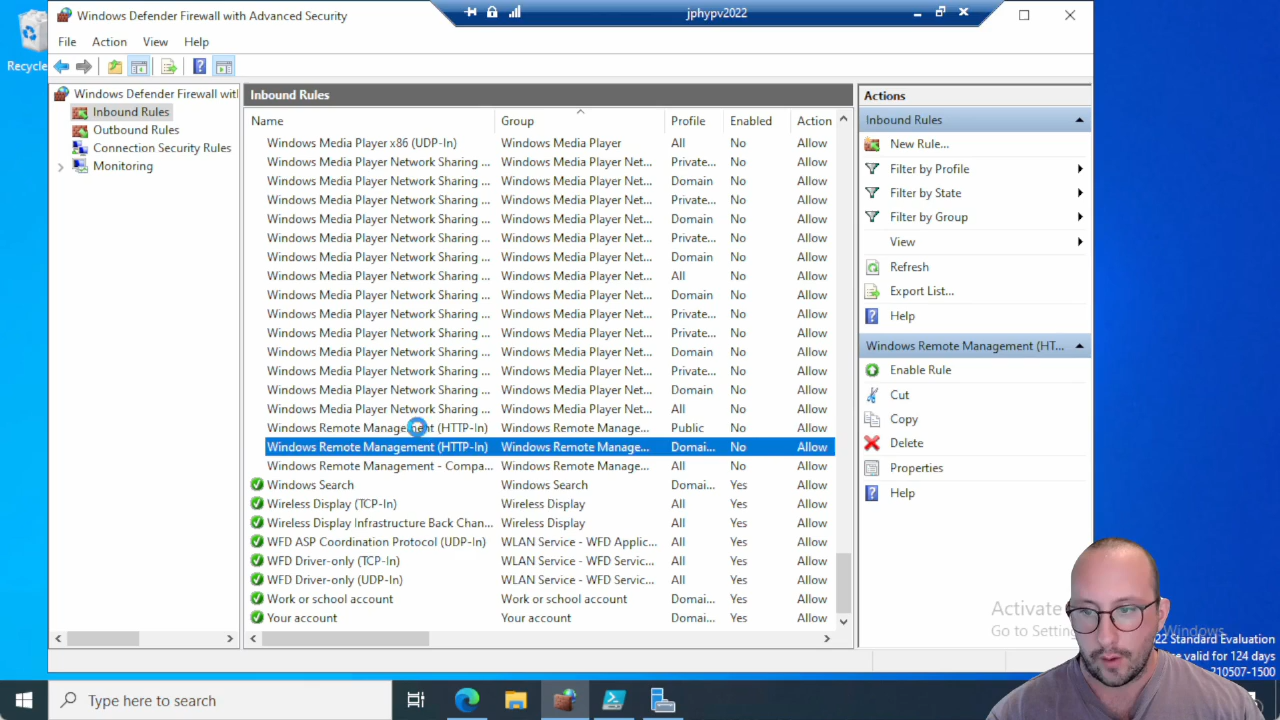 Recycle
Windows Defender Firewall with Advanced Security
jphypv2022
File Action View Help
Windows Defender Firewall wit
Inbound Rules
Outbound Rules
Connection Security Rules
Monitoring
Inbound Rules
Name Group Profile Enabled Action
Windows Media Player x86 (UDP-In) Windows Media Player All No Allow
Windows Media Player Network Sharing ... Windows Media Player Net... Private... No Allow
Windows Media Player Network Sharing ... Windows Media Player Net... Domain No Allow
Windows Media Player Network Sharing ... Windows Media Player Net... Private... No Allow
Windows Media Player Network Sharing ... Windows Media Player Net... Domain No Allow
Windows Media Player Network Sharing ... Windows Media Player Net... Private... No Allow
Windows Media Player Network Sharing ... Windows Media Player Net... Domain No Allow
Windows Media Player Network Sharing ... Windows Media Player Net... All No Allow
Windows Media Player Network Sharing ... Windows Media Player Net... Domain No Allow
Windows Media Player Network Sharing ... Windows Media Player Net... Private... No Allow
Windows Media Player Network Sharing ... Windows Media Player Net... Private... No Allow
Windows Media Player Network Sharing ... Windows Media Player Net... Domain No Allow
Windows Media Player Network Sharing ... Windows Media Player Net... Private... No Allow
Windows Media Player Network Sharing ... Windows Media Player Net... Domain No Allow
Windows Media Player Network Sharing ... Windows Media Player Net... All No Allow
Windows Remote Management (HTTP-In) Windows Remote Manage... Public No Allow
Windows Remote Management (HTTP-In) Windows Remote Manage... Domai... No Allow
Windows Remote Management - Compa... Windows Remote Manage... All No Allow
Windows Search Windows Search Domai... Yes Allow
Wireless Display (TCP-In) Wireless Display All Yes Allow
Wireless Display Infrastructure Back Chan... Wireless Display All Yes Allow
WFD ASP Coordination Protocol (UDP-In) WLAN Service - WFD Applic... All Yes Allow
WFD Driver-only (TCP-In) WLAN Service - WFD Servic... All Yes Allow
WFD Driver-only (UDP-In) WLAN Service - WFD Servic... All Yes Allow
Work or school account Work or school account Domai... Yes Allow
Your account Your account Domai... Yes Allow
Actions
Inbound Rules
New Rule...
Filter by Profile
Filter by State
Filter by Group
View
Refresh
Export List...
Help
Windows Remote Management (HT...
Enable Rule
Cut
Copy
Delete
Properties
Help
Activate
Go to Setting Windows
022 Standard Evaluation
se valid for 124 days
210507-1500
Type here to search